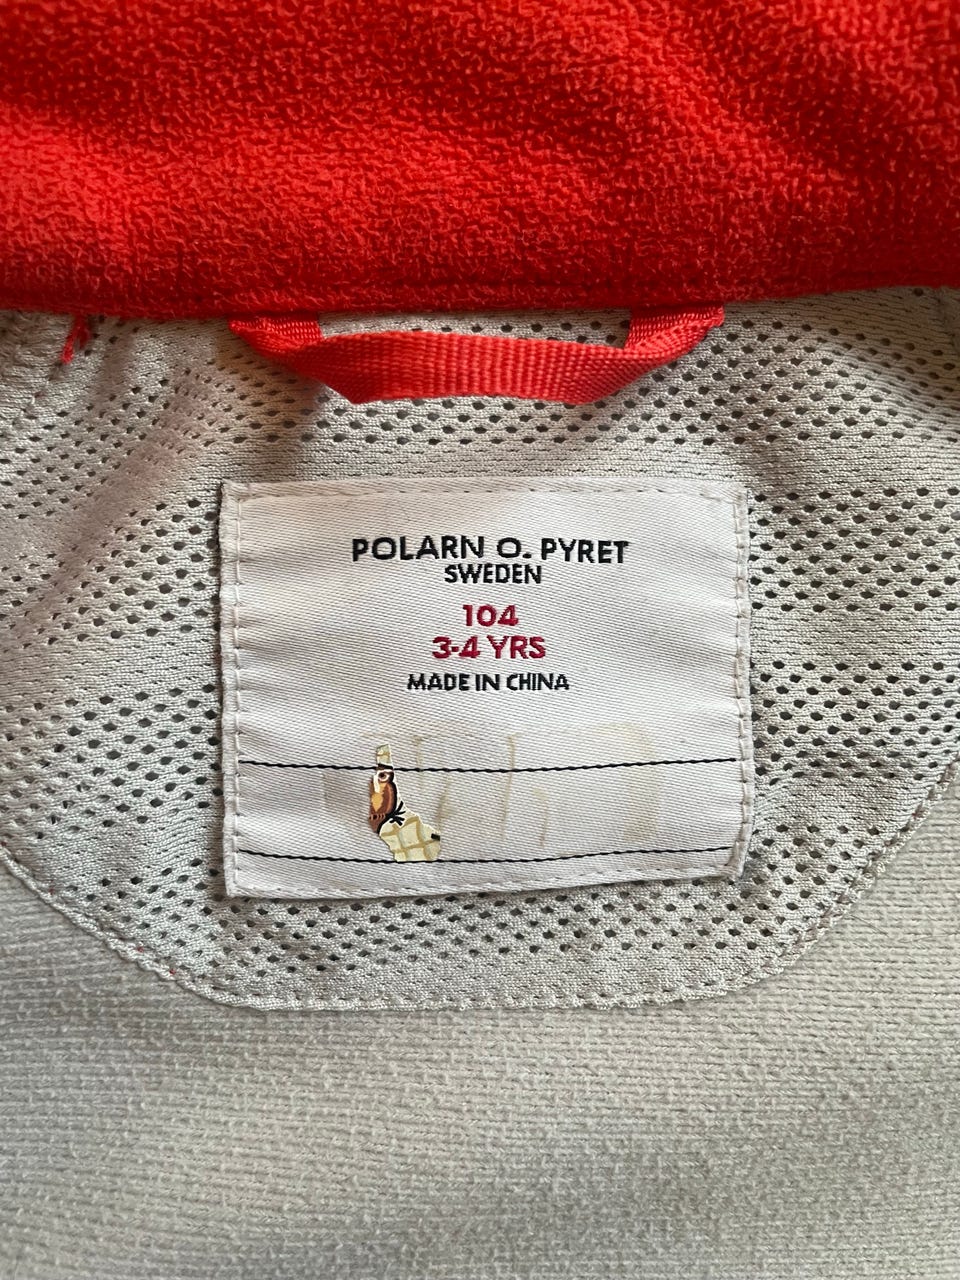 POLARN O. PYRET
SWEDEN
104
3-4 YRS
MADE IN CHINA